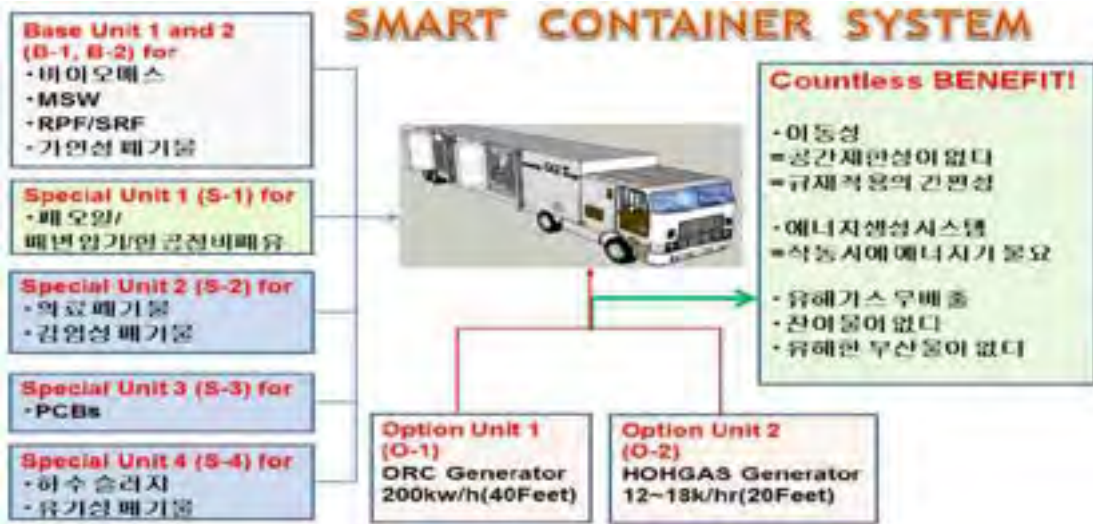 SMART CONTAINER SYSTEM
Base Unit 1 and 2
(B-1, B-2) for
·바이오매스
·MSW
·RPF/SRF
·가연성 폐기물
Special Unit 1 (S-1) for
·폐오일/
폐변압기/
Special Unit 2 (S-2) for
·의료폐기물
·감염성 폐기물
Special Unit 3 (S-3) for
·PCBs
Special Unit 4 (S-4) for
·하수 슬러지
·유기성 폐기물
Option Unit 1
(O-1)
ORC Generator
200kw/h(40Feet)
Option Unit 2
(O-2)
HOHGAS Generator
12~18k/hr(20Feet)
Countless BENEFIT!
·이동성
=공간제한성이 없다
=규제적용의 간편성
·에너지생성시스템
=작동시에 에너지가 불요
·유해가스 무배출
·잔여물이 없다
·유해한 부산물이 없다